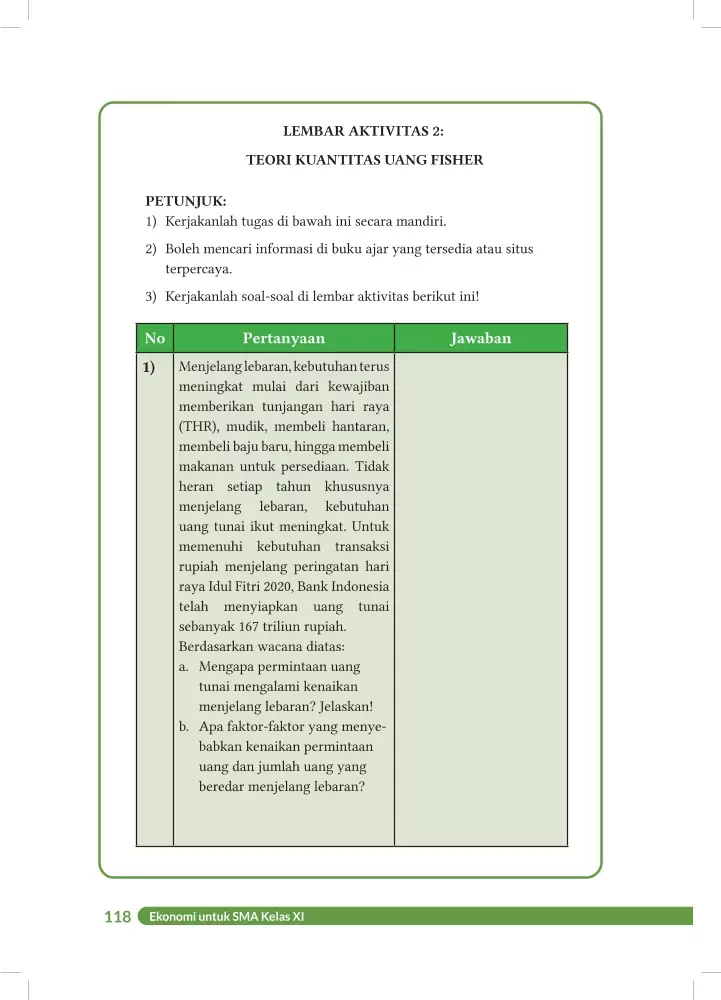 LEMBAR AKTIVITAS 2:
TEORI KUANTITAS UANG FISHER
PETUNJUK:
1) Kerjakanlah tugas di bawah ini secara mandiri.
2) Boleh mencari informasi di buku ajar yang tersedia atau situs
terpercaya.
3) Kerjakanlah soal-soal di lembar aktivitas berikut ini!
No Pertanyaan Jawaban
1) Menjelang lebaran, kebutuhan terus
meningkat mulai dari kewajiban
memberikan tunjangan hari raya
(THR), mudik, membeli hantaran,
membeli baju baru, hingga membeli
makanan untuk persediaan. Tidak
heran setiap tahun khususnya
menjelang lebaran, kebutuhan
uang tunai ikut meningkat. Untuk
memenuhi kebutuhan transaksi
rupiah menjelang peringatan hari
raya Idul Fitri 2020, Bank Indonesia
telah menyiapkan uang tunai
sebanyak 167 triliun rupiah.
Berdasarkan wacana diatas:
a. Mengapa permintaan uang
tunai mengalami kenaikan
menjelang lebaran? Jelaskan!
b. Apa faktor-faktor yang menye-
babkan kenaikan permintaan
uang dan jumlah uang yang
beredar menjelang lebaran?
118 Ekonomi untuk SMA Kelas XI